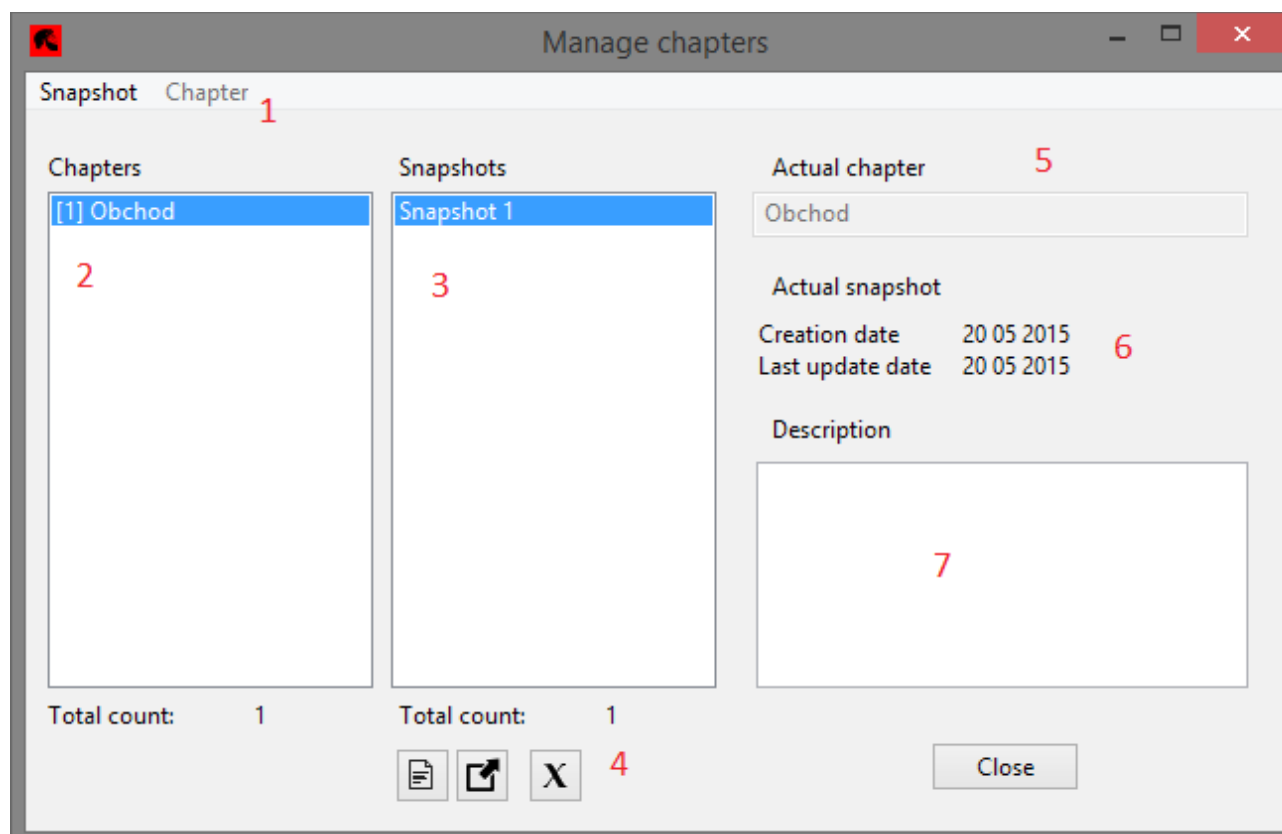 Manage chapters
Snapshot Chapter 1
Chapters Snapshots Actual chapter 5
[1] Obchod Snapshot 1 Obchod
2 3 Actual snapshot
Creation date 20 05 2015
6
Last update date 20 05 2015
Description
7
Total count: 1 Total count: 1
X 4 Close